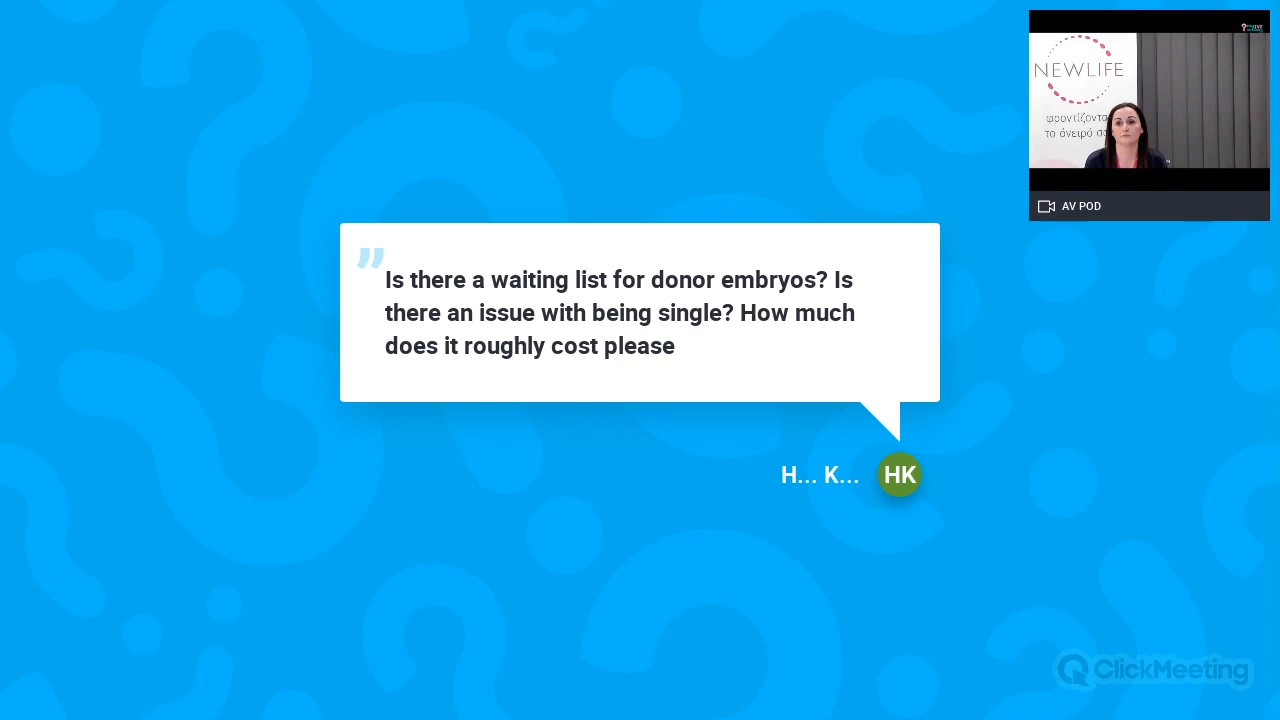 NEWLIFE
φροντίζοντα
το όνειρό σα
AV POD
Is there a waiting list for donor embryos? Is
there an issue with being single? How much
does it roughly cost please
H... K...
HK
ClickMeeting